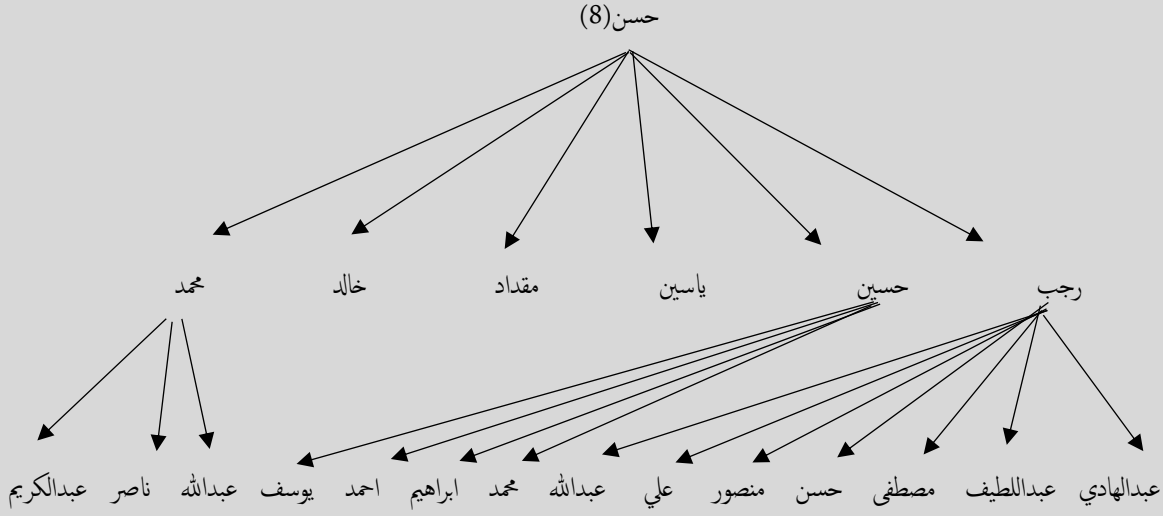 حسن(8)
رجب حسين ياسين مقداد خالد محمد
عبدالهادي عبداللطيف مصطفى حسن منصور علي عبدالله محمد ابراهيم احمد يوسف عبدالله ناصر عبدالكريم